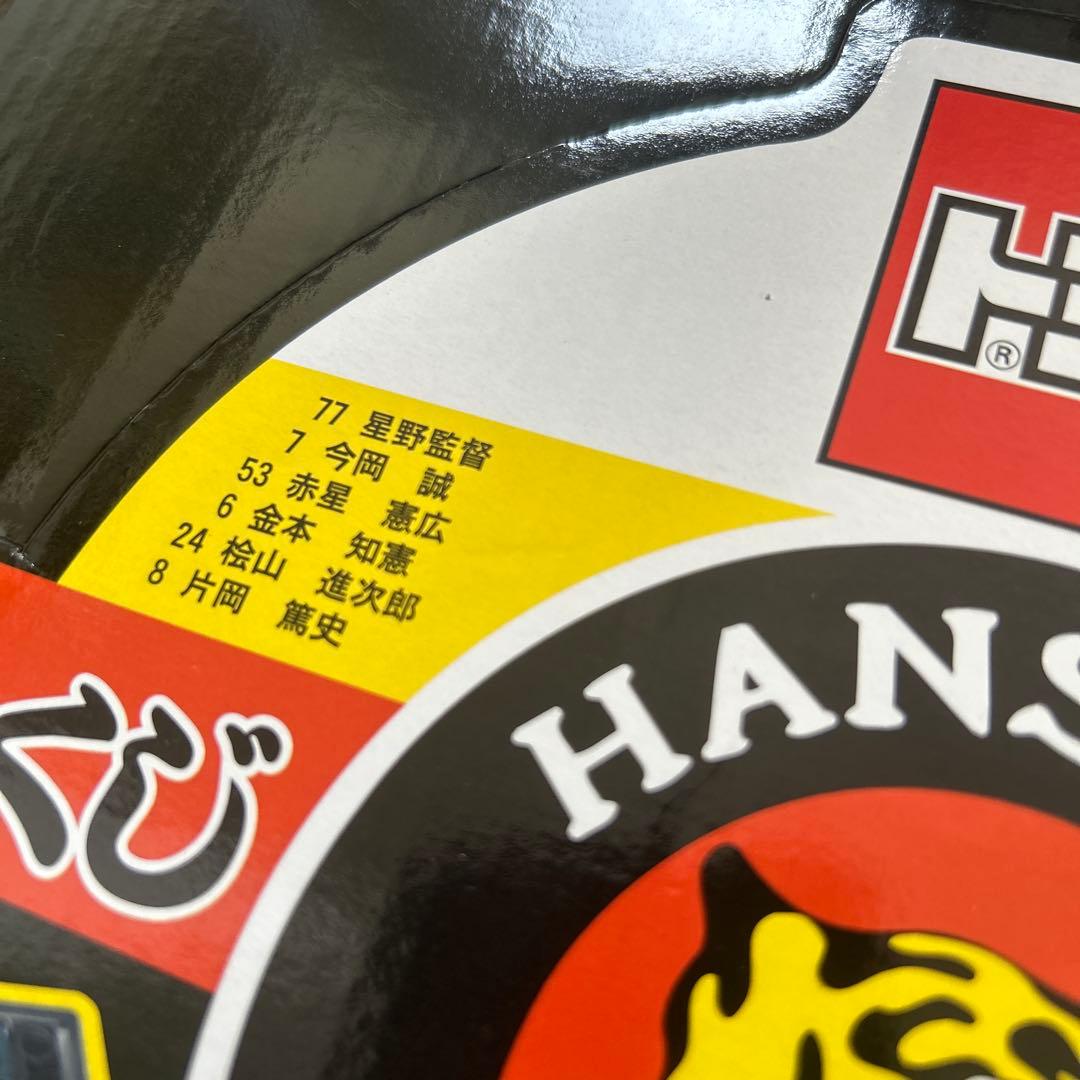 77 星野監督
7 今岡 誠
53 赤星 憲広
6 金本 知憲
24 桧山 進次郎
8 片岡 篤史
®
HANS